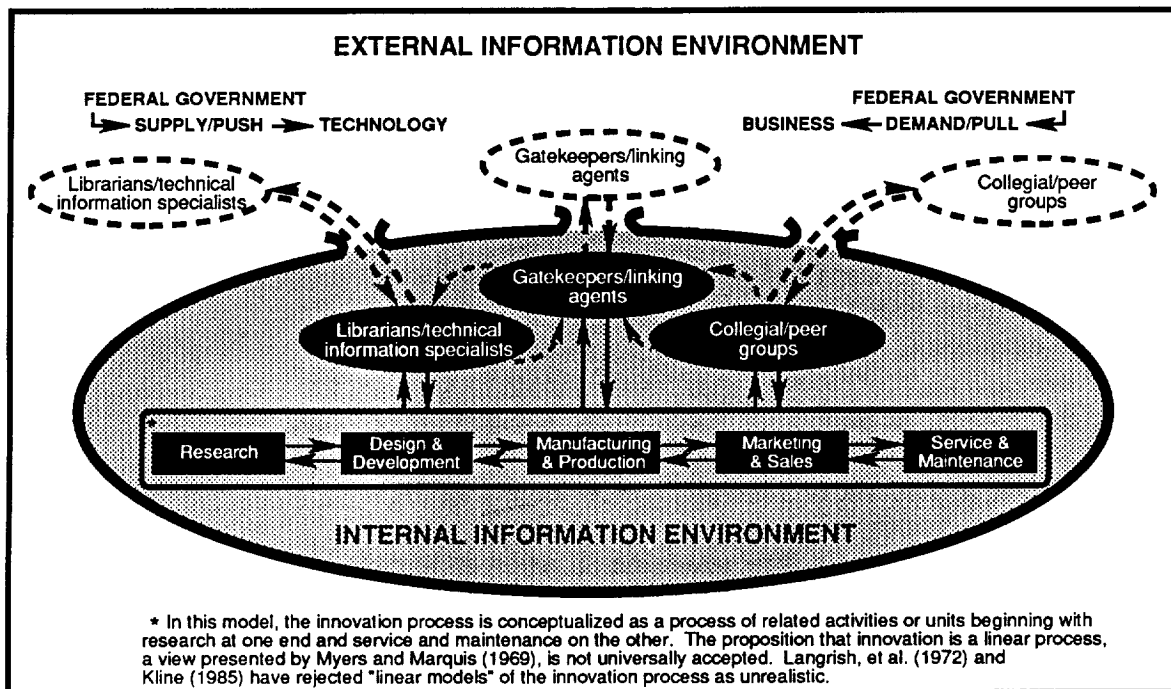 EXTERNAL INFORMATION ENVIRONMENT
FEDERAL GOVERNMENT
SUPPLY/PUSH TECHNOLOGY
FEDERAL GOVERNMENT
BUSINESS DEMAND/PULL
Librarians/technical
information specialists
Gatekeepers/linking
agents
Collegial/peer
groups
Gatekeepers/linking
agents
Librarians/technical
information specialists
Collegial/peer
groups
*
Research
Design &
Development
Manufacturing
& Production
Marketing
& Sales
Service &
Maintenance
INTERNAL INFORMATION ENVIRONMENT
* In this model, the innovation process is conceptualized as a process of related activities or units beginning with
research at one end and service and maintenance on the other. The proposition that innovation is a linear process,
a view presented by Myers and Marquis (1969), is not universally accepted. Langrish, et al. (1972) and
Kline (1985) have rejected "linear models" of the innovation process as unrealistic.